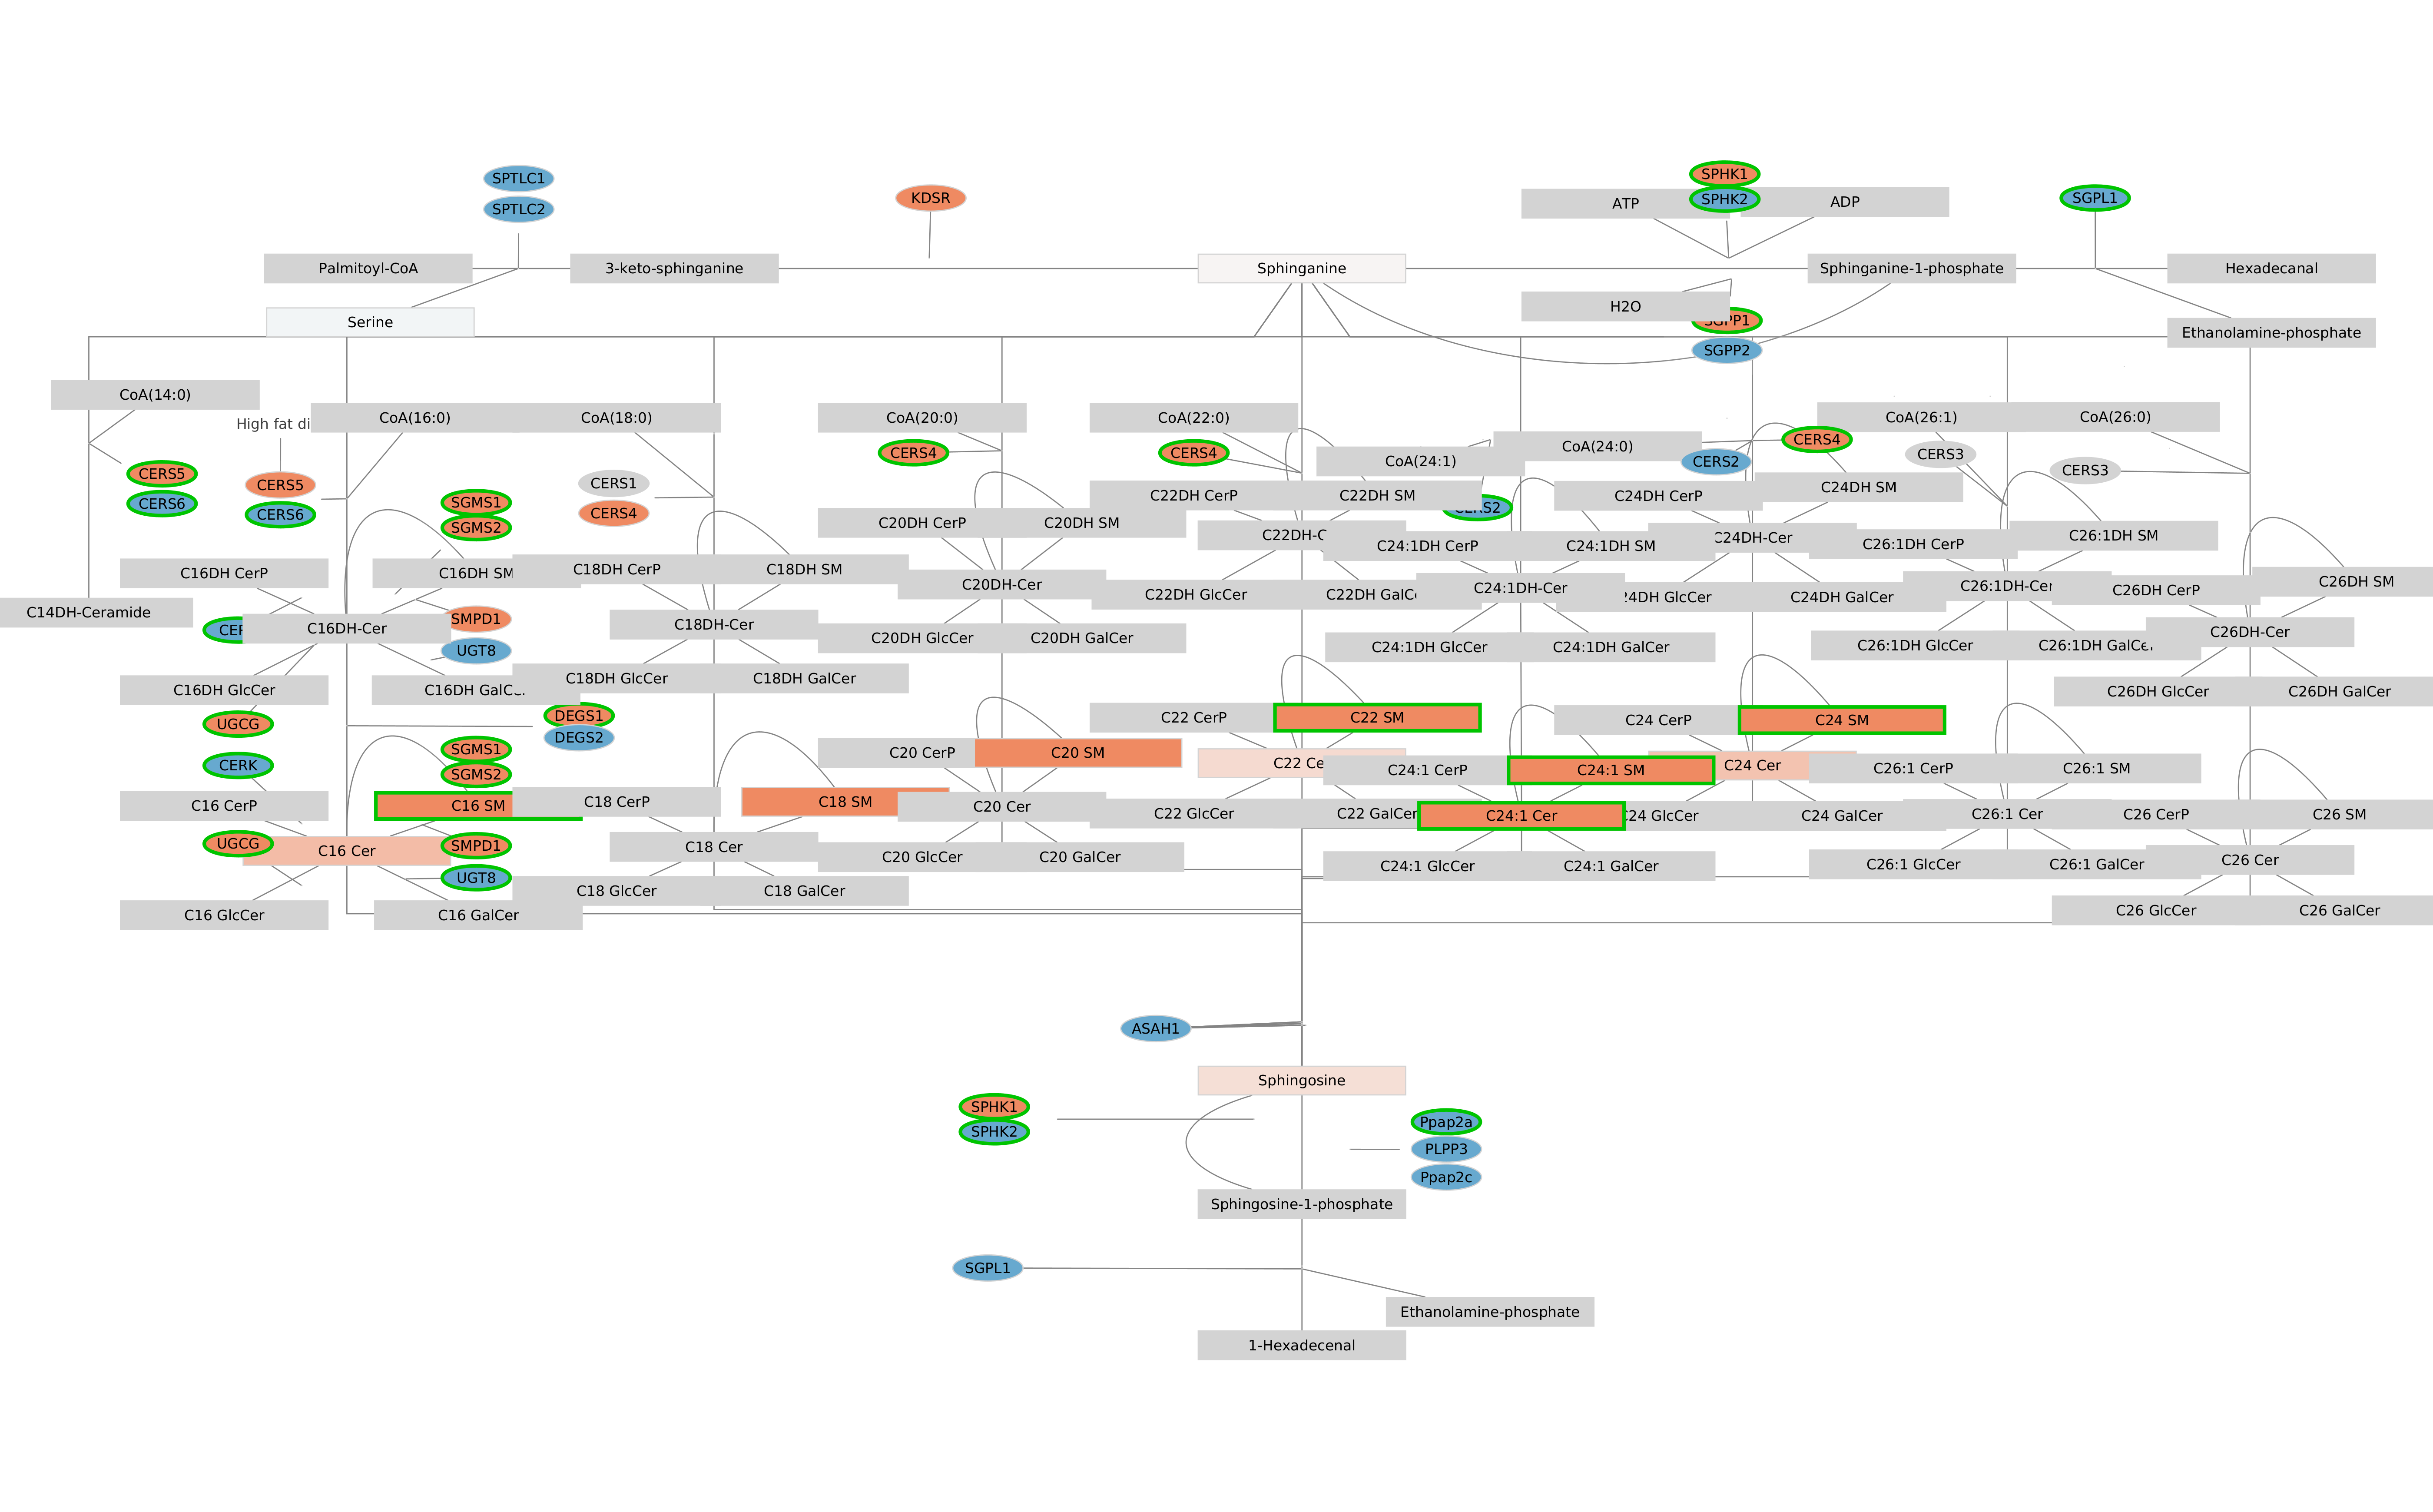 SPTLC1
SPTLC2
KDSR
SPHK1
SPHK2
ATP
ADP
SGPL1
Palmitoyl-CoA
3-keto-sphinganine
Sphinganine
Sphinganine-1-phosphate
Hexadecanal
H2O
SGPP1
SGPP2
Serine
Ethanolamine-phosphate
CoA(14:0)
High fat di
CoA(16:0)
CoA(18:0)
CoA(20:0)
CoA(22:0)
CoA(24:1)
CoA(24:0)
CoA(26:1)
CoA(26:0)
CERS5
CERS6
CERS5
CERS6
SGMS1
SGMS2
CERS1
CERS4
CERS4
CERS4
CERS2
CERS2
CERS4
CERS3
CERS3
C22DH CerP
C22DH SM
C24DH CerP
C24DH SM
C20DH CerP
C20DH SM
C22DH-C
C24:1DH CerP
C24:1DH SM
C24DH-Cer
C26:1DH CerP
C26:1DH SM
C16DH CerP
C16DH SM
C18DH CerP
C18DH SM
C20DH-Cer
C24:1DH-Cer
C26:1DH-Cer
C26DH CerP
C26DH SM
C14DH-Ceramide
CER
C16DH-Cer
SMPD1
UGT8
C18DH-Cer
C20DH GlcCer
C20DH GalCer
C22DH GlcCer
C22DH GalCe
24DH GlcCer
C24DH GalCer
C24:1DH GlcCer
C24:1DH GalCer
C26:1DH GlcCer
C26:1DH GalCer
C26DH-Cer
C16DH GlcCer
C16DH GalCe
C18DH GlcCer
C18DH GalCer
C26DH GlcCer
C26DH GalCer
UGCG
DEGS1
DEGS2
C22 CerP
C22 SM
C24 CerP
C24 SM
SGMS1
SGMS2
CERK
C20 CerP
C20 SM
C22 Ce
C24:1 CerP
C24:1 SM
C24 Cer
C26:1 CerP
C26:1 SM
C16 CerP
C16 SM
C18 CerP
C18 SM
C20 Cer
C22 GlcCer
C22 GalCer
C24:1 Cer
24 GlcCer
C24 GalCer
C26:1 Cer
C26 CerP
C26 SM
UGCG
C16 Cer
SMPD1
UGT8
C18 Cer
C20 GlcCer
C20 GalCer
C24:1 GlcCer
C24:1 GalCer
C26:1 GlcCer
C26:1 GalCer
C26 Cer
C16 GlcCer
C16 GalCer
C18 GlcCer
C18 GalCer
C26 GlcCer
C26 GalCer
ASAH1
Sphingosine
SPHK1
SPHK2
Ppap2a
PLPP3
Ppap2c
Sphingosine-1-phosphate
SGPL1
Ethanolamine-phosphate
1-Hexadecenal